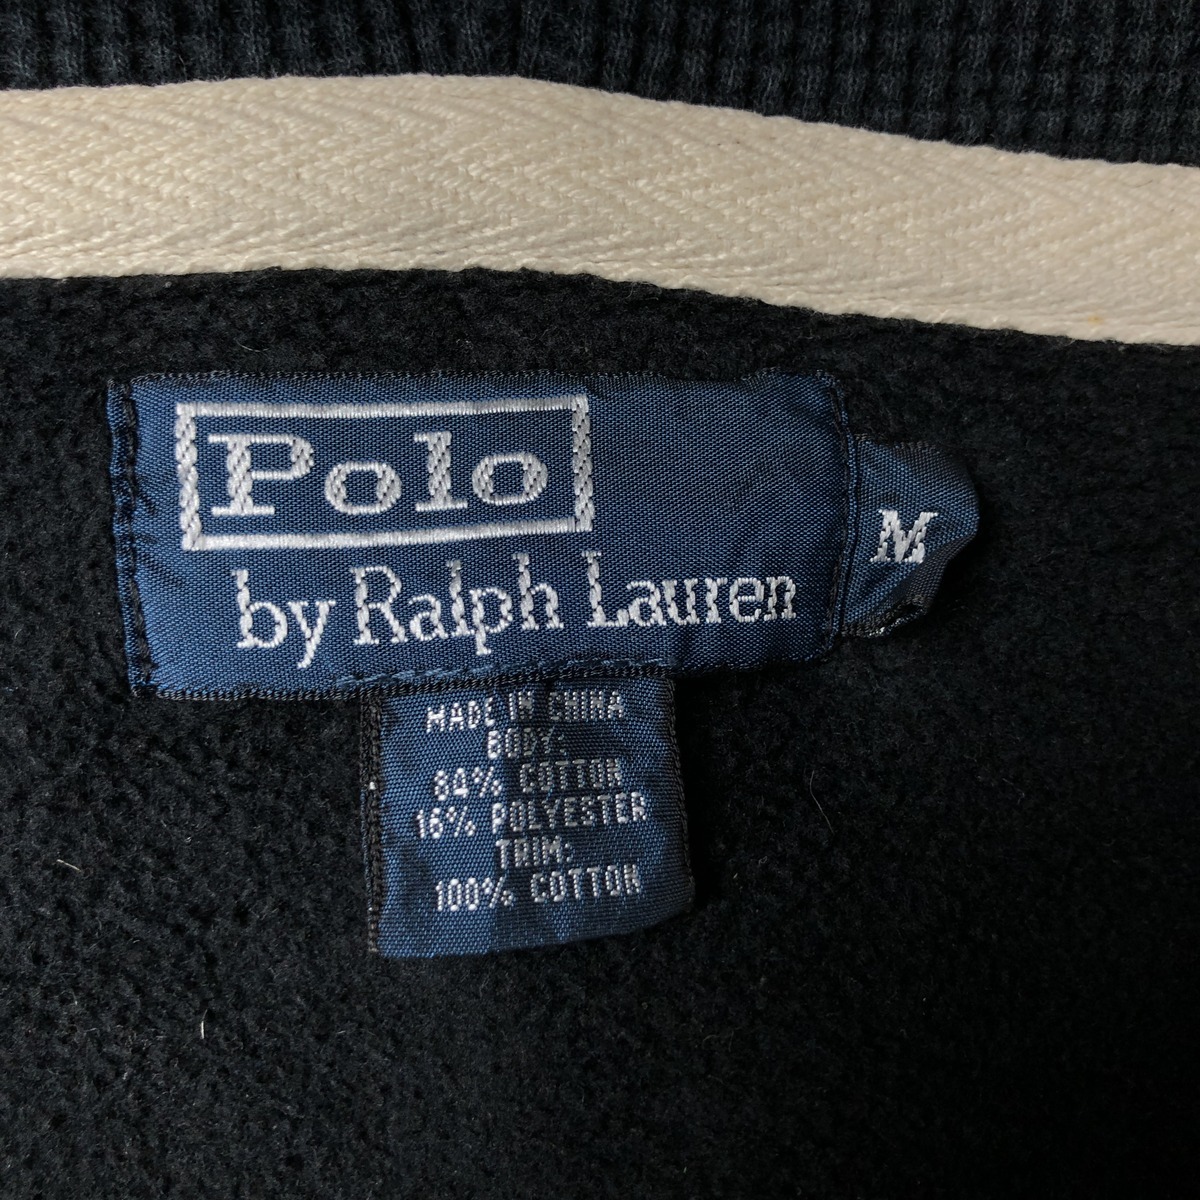 Polo
by Ralph Lauren
M
MADE IN CHINA
BODY:
84% COTTON
16% POLYESTER
TRIM:
100% COTTON